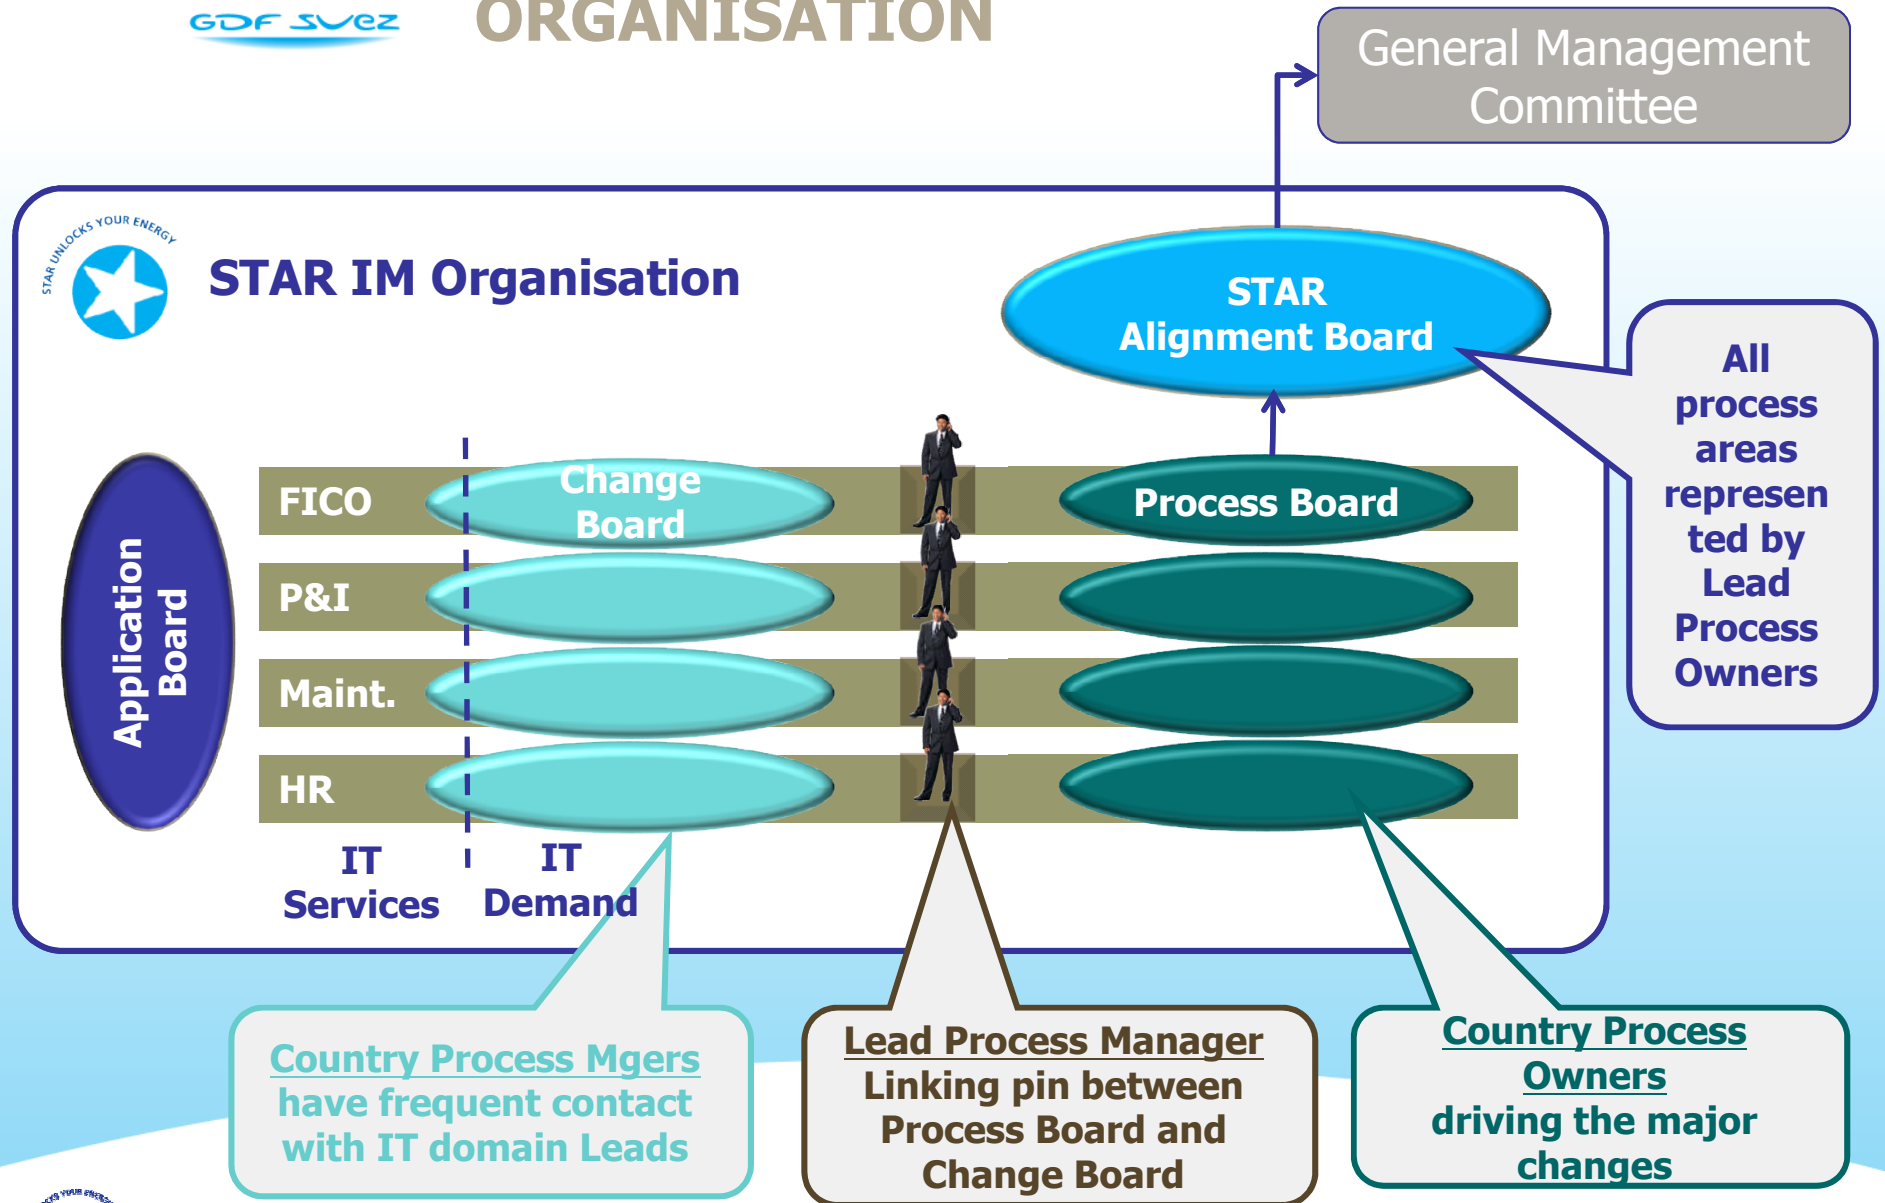 GDF SUEZ
ORGANISATION
General Management
Committee
STAR UNLOCKS YOUR ENERGY
STAR IM Organisation
STAR
Alignment Board
All
process
areas
represen
ted by
Lead
Process
Owners
Application
Board
FICO
Change
Board
Process Board
P&I
Maint.
HR
IT
Services
IT
Demand
Country Process Mgers
have frequent contact
with IT domain Leads
Lead Process Manager
Linking pin between
Process Board and
Change Board
Country Process
Owners
driving the major
changes
YOUR